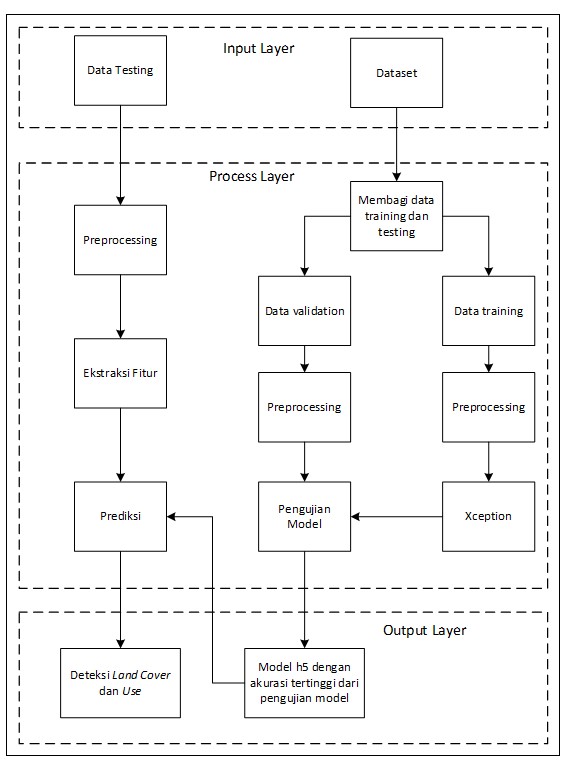 Input Layer
Data Testing
Dataset
Process Layer
Membagi data
training dan
testing
Preprocessing
Data validation
Data training
Ekstraksi Fitur
Preprocessing
Preprocessing
Prediksi
Pengujian
Model
Xception
Output Layer
Deteksi Land Cover
dan Use
Model h5 dengan
akurasi tertinggi dari
pengujian model